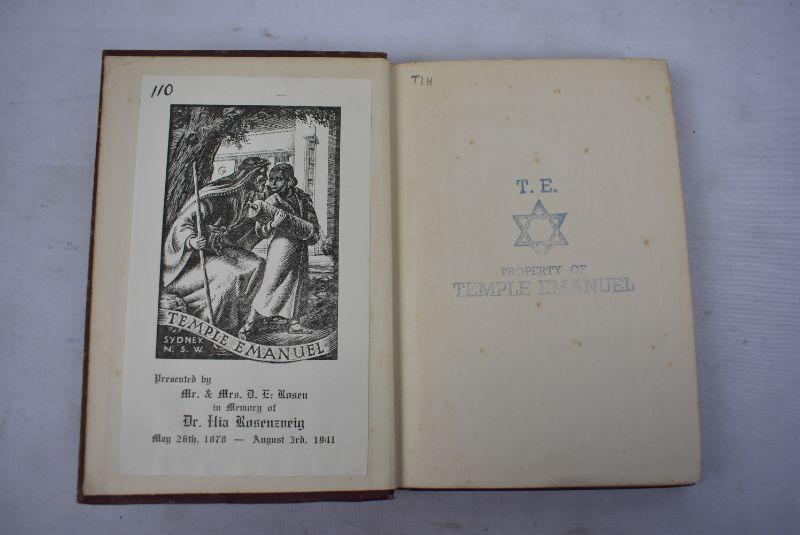 110
TEMPLE EMANUEL
SYDNEY.
N. S. W.
Presented by
Mr. & Mrs. D. E. Rosen
in Memory of
Dr. Ilia Rosenzveig
May 26th, 1878 — August 3rd, 1941
T1H
T. E.
PROPERTY OF
TEMPLE EMANUEL